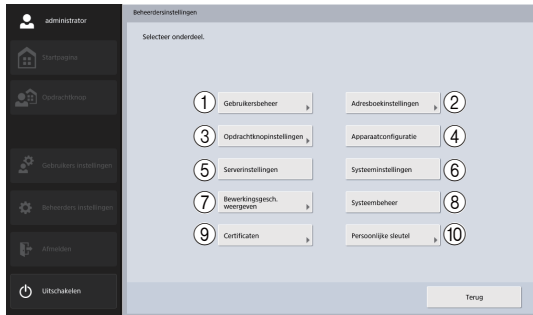 administrator
Startpagina
Opdrachtknop
Gebruikers instellingen
Beheerders instellingen
Afmelden
Uitschakelen
Beheerdersinstellingen
Selecteer onderdeel.
1 Gebruikersbeheer Adresboekinstellingen 2
3 Opdrachtknopinstellingen Apparaatconfiguratie 4
5 Serverinstellingen Systeeminstellingen 6
7 Bewerkingsgesch.
weergeven Systeembeheer 8
9 Certificaten Persoonlijke sleutel 10
Terug